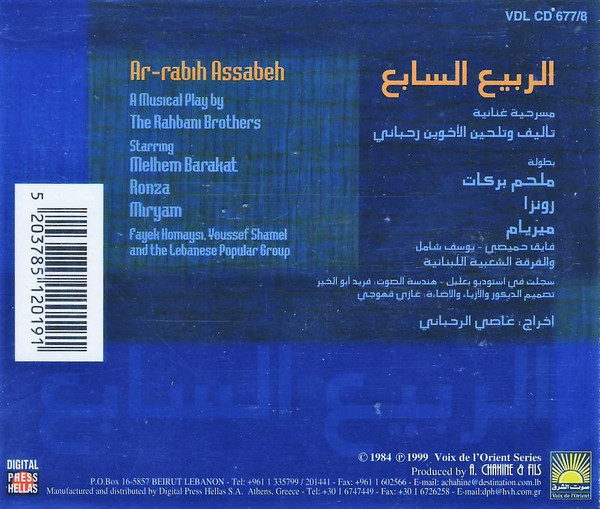 VDL CD 677/8
Ar-rabih Assabeh
A Musical Play by
The Rahbani Brothers
Starring
Melhem Barakat
Ronza
Miryam
Fayek Homaysi, Youssef Shamel
and the Lebanese Popular Group
الربيع السابع
مسرحية غنائية
تأليف وتلحين الأخوين رحباني
بطولة
ملحم بركات
رونزا
ميريام
فايق حميصي - يوسف شامل
والفرقة الشعبية اللبنانية
سجلت في استوديو بعلبك - هندسة الصوت: فريد أبو الخير
تصميم الديكور والأزياء والاضاءة: غازي قهوجي
اخراج: عاصي الرحباني
5 203785 120191
الربيع السابع
DIGITAL
PRESS
HELLAS
© 1984 ℗ 1999 Voix de l'Orient Series
Produced by A. CHAHINE & FILS
P.O.Box 16-5857 BEIRUT LEBANON - Tel: +961 1 335799 / 201441 - Fax: +961 1 602566 - E-mail: achahine@destination.com.lb
Manufactured and distributed by Digital Press Hellas S.A. Athens, Greece - Tel: +30 1 6747449 - Fax: +30 1 6726258 - E-mail:dph@hvh.com.gr
صوت الشرق
Voix de l'Orient